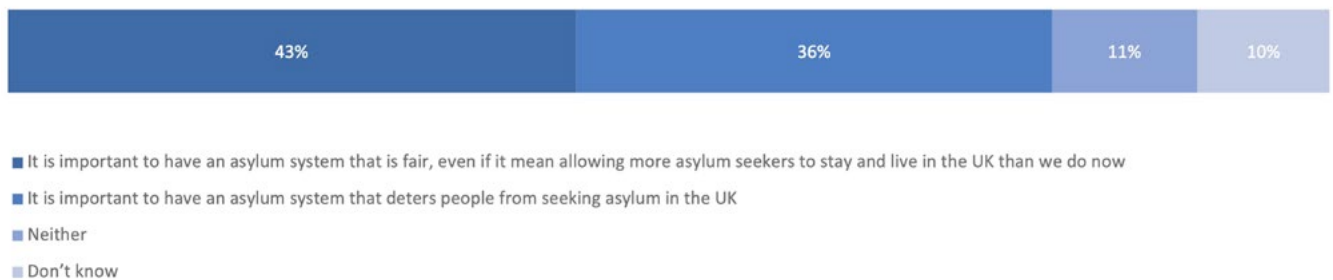 43%
36%
11%
10%
It is important to have an asylum system that is fair, even if it mean allowing more asylum seekers to stay and live in the UK than we do now
It is important to have an asylum system that deters people from seeking asylum in the UK
Neither
Don't know